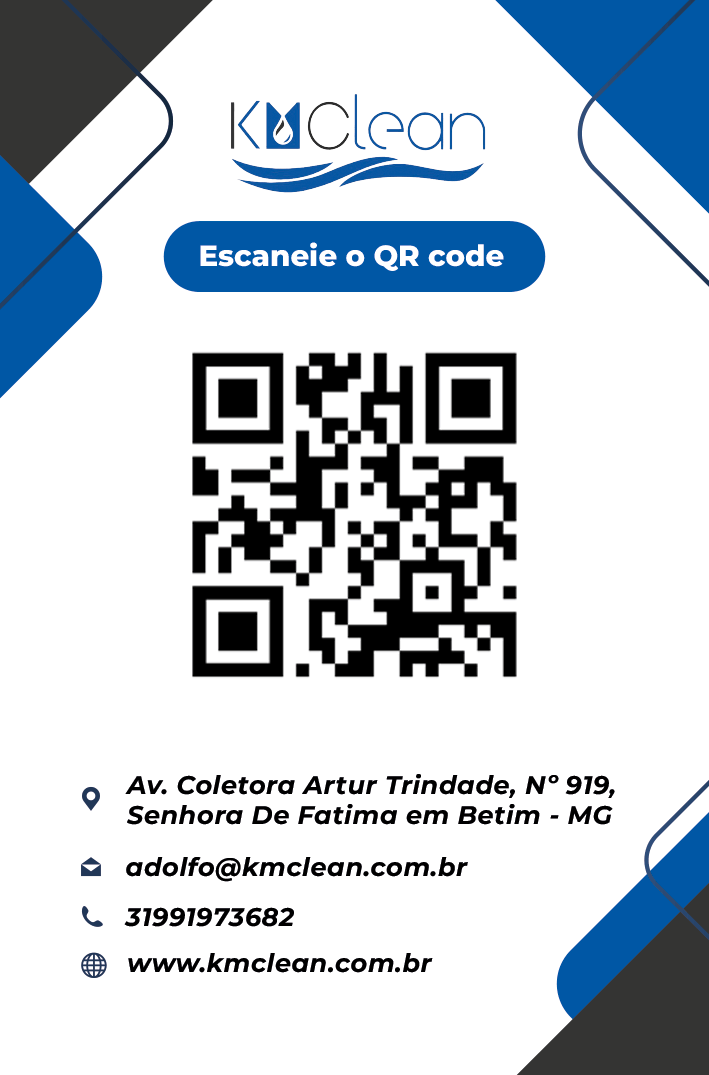 KMClean
Escaneie o QR code
Av. Coletora Artur Trindade, Nº 919,
Senhora De Fatima em Betim - MG
adolfo@kmclean.com.br
31991973682
www.kmclean.com.br